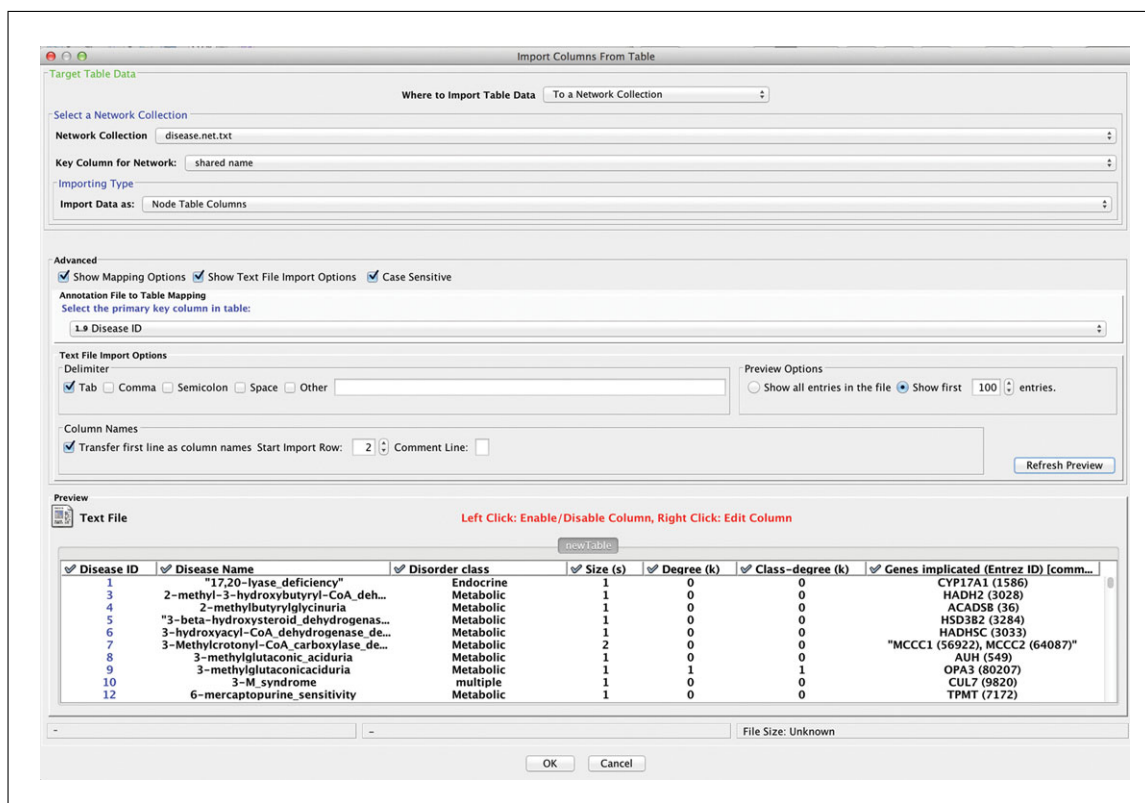 Import Columns From Table
Target Table Data
Where to Import Table Data To a Network Collection
Select a Network Collection
Network Collection disease.net.txt
Key Column for Network: shared name
Importing Type
Import Data as: Node Table Columns
Advanced
Show Mapping Options Show Text File Import Options Case Sensitive
Annotation File to Table Mapping
Select the primary key column in table:
1.9 Disease ID
Text File Import Options
Delimiter Preview Options
Tab Comma Semicolon Space Other Show all entries in the file Show first 100 entries.
Column Names
Transfer first line as column names Start Import Row: 2 Comment Line:
Refresh Preview
Preview
Text File Left Click: Enable/Disable Column, Right Click: Edit Column
newTable
Disease ID Disease Name Disorder class Size (s) Degree (k) Class-degree (k) Genes implicated (Entrez ID) [comm...
1 "17,20-lyase_deficiency" Endocrine 1 0 0 CYP17A1 (1586)
3 2-methyl-3-hydroxybutyryl-CoA_deh... Metabolic 1 0 0 HADH2 (3028)
4 2-methylbutyrylglycinuria Metabolic 1 0 0 ACADSB (36)
5 "3-beta-hydroxysteroid_dehydrogenas... Metabolic 1 0 0 HSD3B2 (3284)
6 3-hydroxyacyl-CoA_dehydrogenase_de... Metabolic 1 0 0 HADHSC (3033)
7 3-Methylcrotonyl-CoA_carboxylase_de... Metabolic 2 0 0 "MCCC1 (56922), MCCC2 (64087)"
8 3-methylglutaconic_aciduria Metabolic 1 0 0 AUH (549)
9 3-methylglutaconicaciduria Metabolic 1 1 1 OPA3 (80207)
10 3-M_syndrome multiple 1 0 0 CUL7 (9820)
12 6-mercaptopurine_sensitivity Metabolic 1 0 0 TPMT (7172)
- - File Size: Unknown
OK Cancel